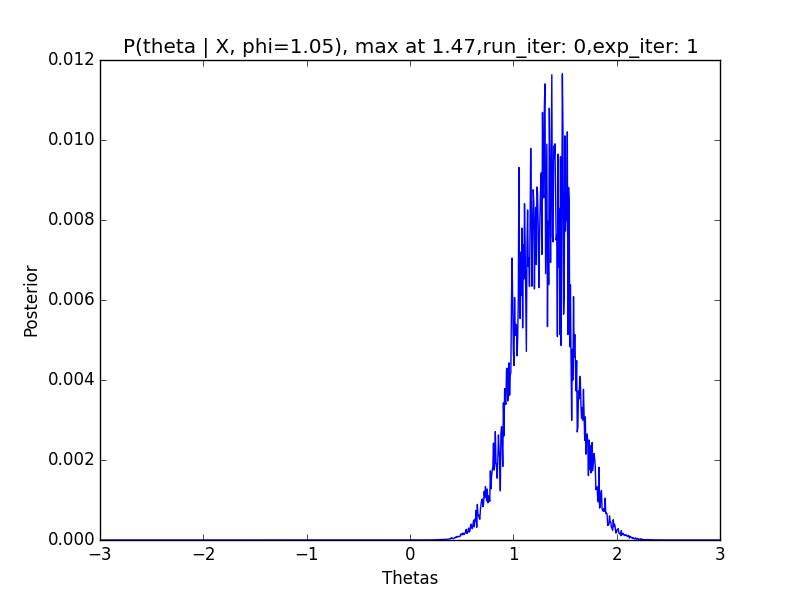 P(theta | X, phi=1.05), max at 1.47,run_iter: 0,exp_iter: 1
0.012
0.010
0.008
0.006
0.004
0.002
0.000
Posterior
−3 −2 −1 0 1 2 3
Thetas